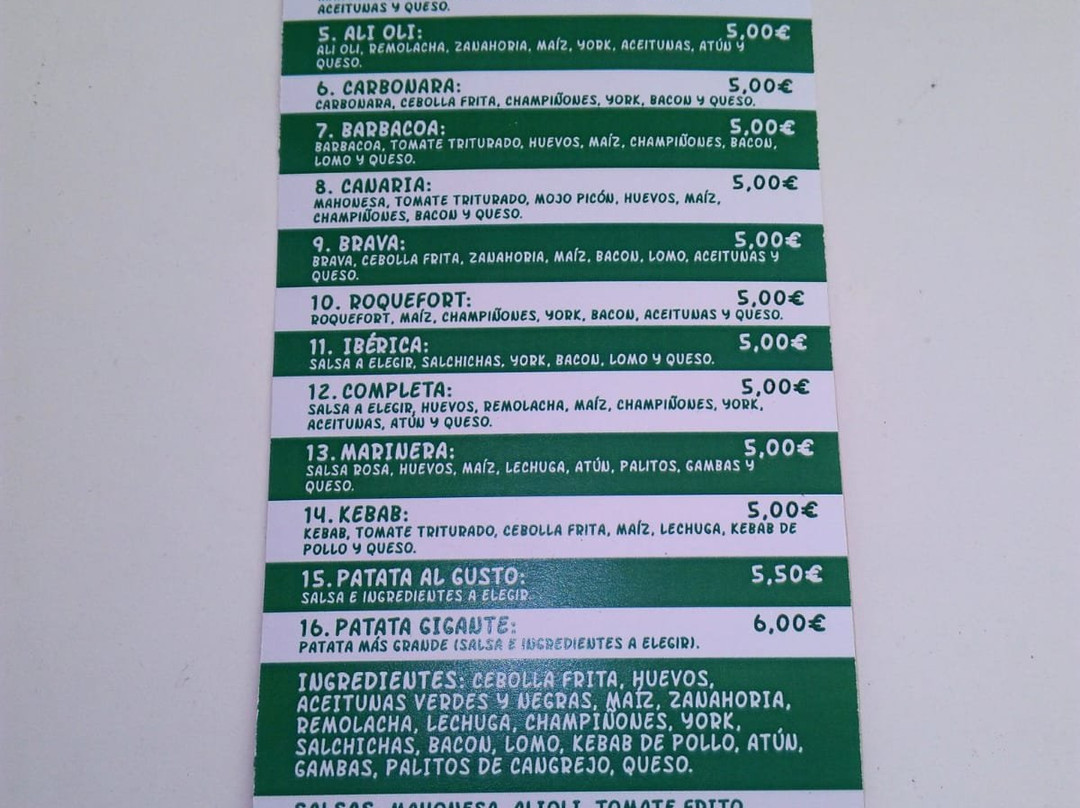 ACEITUNAS Y QUESO.
5. ALI OLI: 5,00€
ALI OLI, REMOLACHA, ZANAHORIA, MAÍZ, YORK, ACEITUNAS, ATÚN Y
QUESO.
6. CARBONARA: 5,00€
CARBONARA, CEBOLLA FRITA, CHAMPIÑONES, YORK, BACON Y QUESO.
7. BARBACOA: 5,00€
BARBACOA, TOMATE TRITURADO, HUEVOS, MAÍZ, CHAMPIÑONES, BACON,
LOMO Y QUESO.
8. CANARIA: 5,00€
MAHONESA, TOMATE TRITURADO, MOJO PICÓN, HUEVOS, MAÍZ,
CHAMPIÑONES, BACON Y QUESO.
9. BRAVA: 5,00€
BRAVA, CEBOLLA FRITA, ZANAHORIA, MAÍZ, BACON, LOMO, ACEITUNAS Y
QUESO.
10. ROQUEFORT: 5,00€
ROQUEFORT, MAÍZ, CHAMPIÑONES, YORK, BACON, ACEITUNAS Y QUESO.
11. IBÉRICA: 5,00€
SALSA A ELEGIR, SALCHICHAS, YORK, BACON, LOMO Y QUESO.
12. COMPLETA: 5,00€
SALSA A ELEGIR, HUEVOS, REMOLACHA, MAÍZ, CHAMPIÑONES, YORK,
ACEITUNAS, ATÚN Y QUESO.
13. MARINERA: 5,00€
SALSA ROSA, HUEVOS, MAÍZ, LECHUGA, ATÚN, PALITOS, GAMBAS Y
QUESO.
14. KEBAB: 5,00€
KEBAB, TOMATE TRITURADO, CEBOLLA FRITA, MAÍZ, LECHUGA, KEBAB DE
POLLO Y QUESO.
15. PATATA AL GUSTO: 5,50€
SALSA E INGREDIENTES A ELEGIR.
16. PATATA GIGANTE: 6,00€
PATATA MÁS GRANDE (SALSA E INGREDIENTES A ELEGIR).
INGREDIENTES: CEBOLLA FRITA, HUEVOS,
ACEITUNAS VERDES Y NEGRAS, MAÍZ, ZANAHORIA,
REMOLACHA, LECHUGA, CHAMPIÑONES, YORK,
SALCHICHAS, BACON, LOMO, KEBAB DE POLLO, ATÚN,
GAMBAS, PALITOS DE CANGREJO, QUESO.
SALSAS: MAHONESA, ALIOLI, TOMATE FRITO